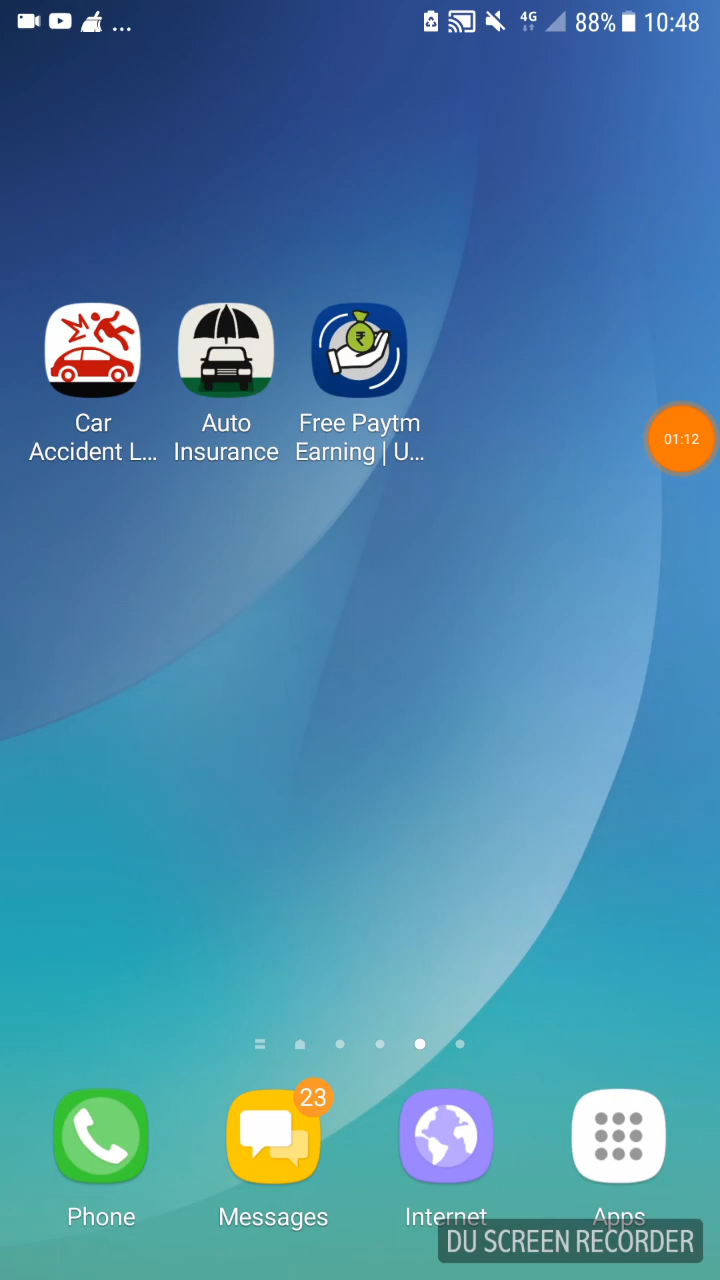 ... 4G 88% 10:48
Car
Accident L...
Auto
Insurance
Free Paytm
Earning | U...
₹
01:12
23
Phone
Messages
Internet
Apps
DU SCREEN RECORDER